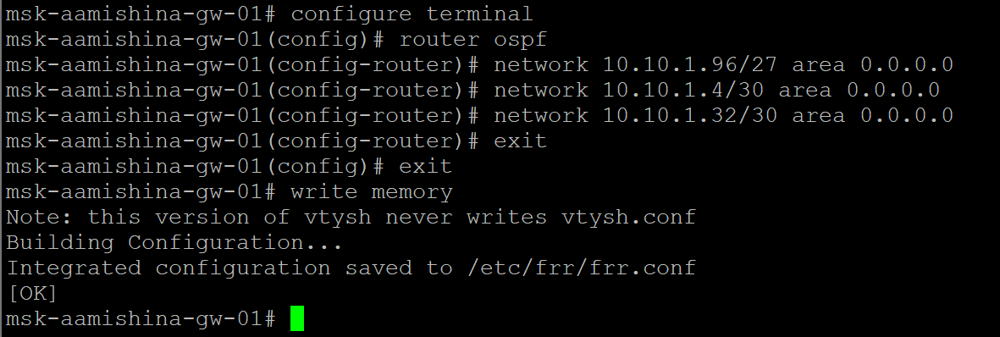 msk-aamishina-gw-01# configure terminal
msk-aamishina-gw-01(config)# router ospf
msk-aamishina-gw-01(config-router)# network 10.10.1.96/27 area 0.0.0.0
msk-aamishina-gw-01(config-router)# network 10.10.1.4/30 area 0.0.0.0
msk-aamishina-gw-01(config-router)# network 10.10.1.32/30 area 0.0.0.0
msk-aamishina-gw-01(config-router)# exit
msk-aamishina-gw-01(config)# exit
msk-aamishina-gw-01# write memory
Note: this version of vtysh never writes vtysh.conf
Building Configuration...
Integrated configuration saved to /etc/frr/frr.conf
[OK]
msk-aamishina-gw-01#